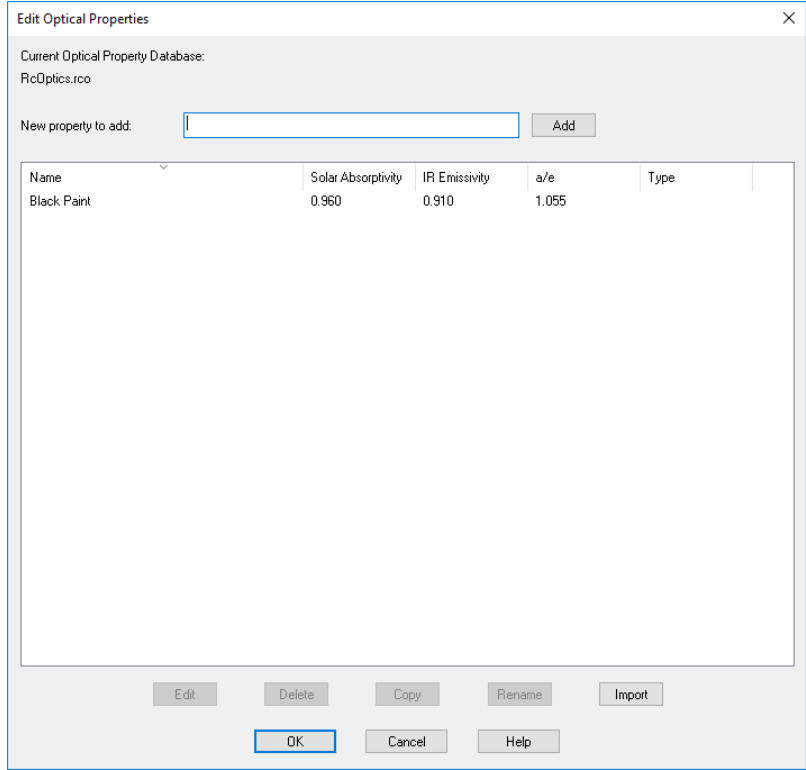 Edit Optical Properties
Current Optical Property Database:
RcOptics.rco
New property to add:
Add
Name Solar Absorptivity IR Emissivity a/e Type
Black Paint 0.960 0.910 1.055
Edit Delete Copy Rename Import
OK Cancel Help